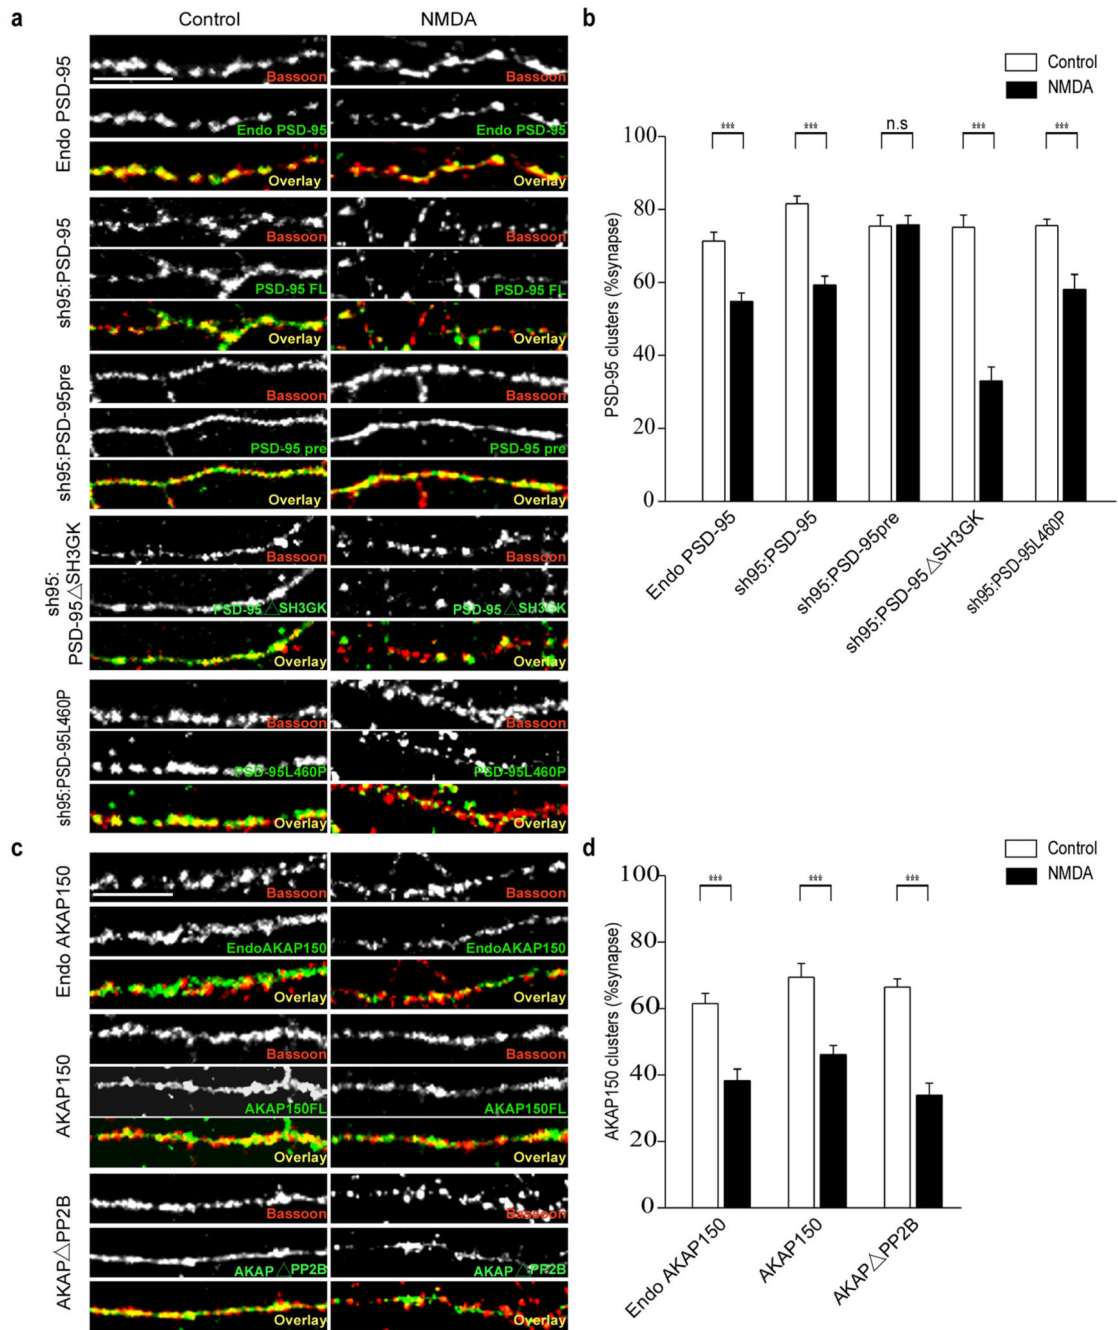 a
Control
NMDA
Endo PSD-95
Bassoon
Bassoon
Endo PSD-95
Endo PSD-95
Overlay
Overlay
sh95:PSD-95
Bassoon
Bassoon
PSD-95 FL
PSD-95 FL
Overlay
Overlay
sh95:PSD-95pre
Bassoon
Bassoon
PSD-95 pre
PSD-95 pre
Overlay
Overlay
sh95:
PSD-95△SH3GK
Bassoon
Bassoon
PSD-95 △SH3GK
PSD-95 △SH3GK
Overlay
Overlay
sh95:PSD-95L460P
Bassoon
Bassoon
PSD-95L460P
PSD-95L460P
Overlay
Overlay
b
Control
NMDA
PSD-95 clusters (%synapse)
100
80
60
40
20
0
***
***
n.s
***
***
Endo PSD-95
sh95:PSD-95
sh95:PSD-95pre
sh95:PSD-95△SH3GK
sh95:PSD-95L460P
c
Endo AKAP150
Bassoon
Bassoon
EndoAKAP150
EndoAKAP150
Overlay
Overlay
AKAP150
Bassoon
Bassoon
AKAP150FL
AKAP150FL
Overlay
Overlay
AKAP△PP2B
Bassoon
Bassoon
AKAP △PP2B
AKAP △PP2B
Overlay
Overlay
d
Control
NMDA
AKAP150 clusters (%synapse)
100
80
60
40
20
0
***
***
***
Endo AKAP150
AKAP150
AKAP△PP2B